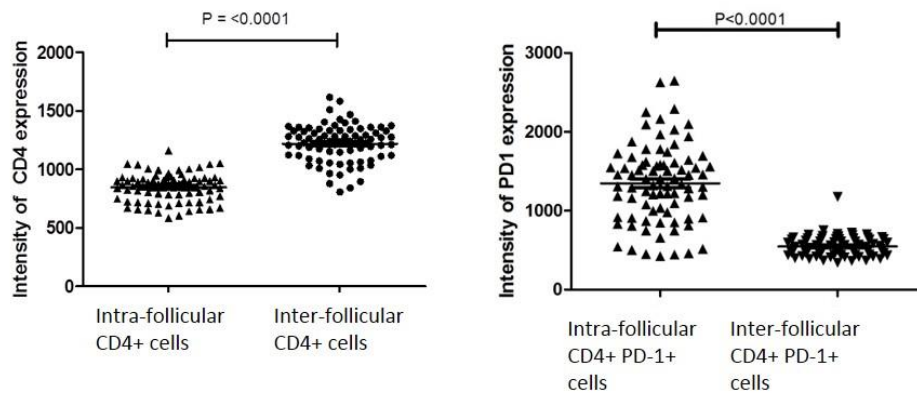 P = <0.0001
Intensity of CD4 expression
2000
1500
1000
500
0
Intra-follicular
CD4+ cells
Inter-follicular
CD4+ cells
P<0.0001
Intensity of PD1 expression
3000
2000
1000
0
Intra-follicular
CD4+ PD-1+
cells
Inter-follicular
CD4+ PD-1+
cells